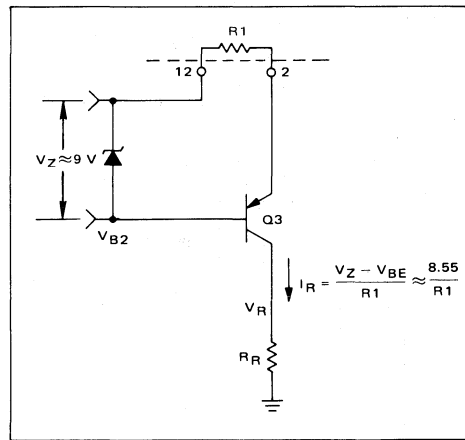 R1
12
2
VZ ≈ 9 V
Q3
VB2
IR = VZ − VBE / R1 ≈ 8.55 / R1
VR
RR